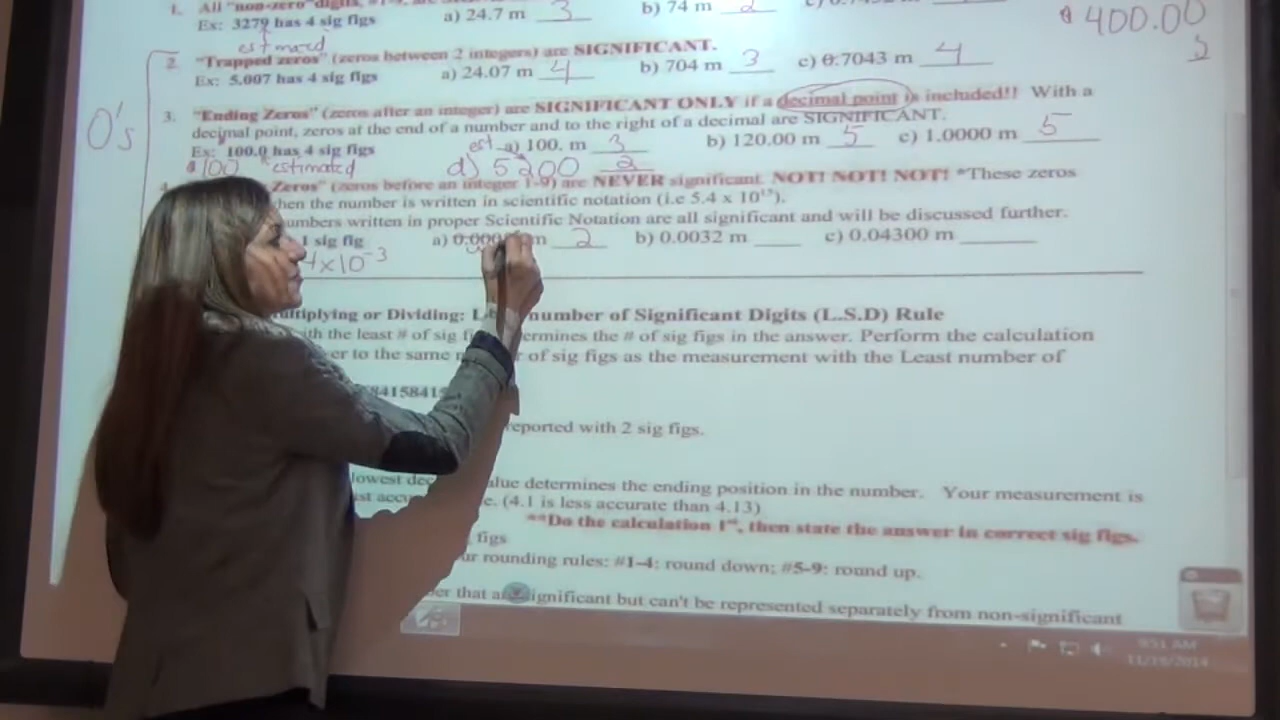 1. All "non-zero" digits,
Ex: 3279 has 4 sig figs a) 24.7 m 3 b) 74 m 2
400.00
5
estimated
2. "Trapped zeros" (zeros between 2 integers) are SIGNIFICANT.
Ex: 5.007 has 4 sig figs a) 24.07 m 4 b) 704 m 3 c) 0.7043 m 4
0's
3. "Ending Zeros" (zeros after an integer) are SIGNIFICANT ONLY if a decimal point is included!! With a
decimal point, zeros at the end of a number and to the right of a decimal are SIGNIFICANT.
Ex: 100.0 has 4 sig figs est a) 100. m 3 b) 120.00 m 5 c) 1.0000 m 5
$100 estimated d) 5200 2
Zeros" (zeros before an integer 1-9) are NEVER significant. NOT! NOT! NOT! *These zeros
when the number is written in scientific notation (i.e 5.4 x 10
numbers written in proper Scientific Notation are all significant and will be discussed further.
1 sig fig a) m 2 b) 0.0032 m ____ c) 0.04300 m ____
4x10-3
Multiplying or Dividing: number of Significant Digits (L.S.D) Rule
with the least # of sig determines the # of sig figs in the answer. Perform the calculation
to the same of sig figs as the measurement with the Least number of
reported with 2 sig figs.
lowest value determines the ending position in the number. Your measurement is
(4.1 is less accurate than 4.13)
**Do the calculation 1st, then state the answer in correct sig figs.
figs
rounding rules: #1-4: round down; #5-9: round up.
that significant but can't be represented separately from non-significant
9:51 AM